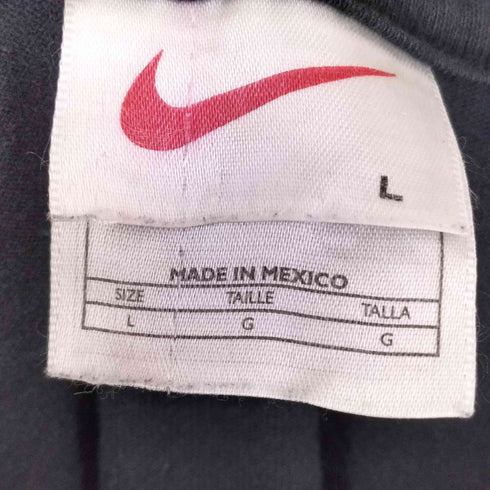 L
MADE IN MEXICO
SIZE TAILLE TALLA
L G G